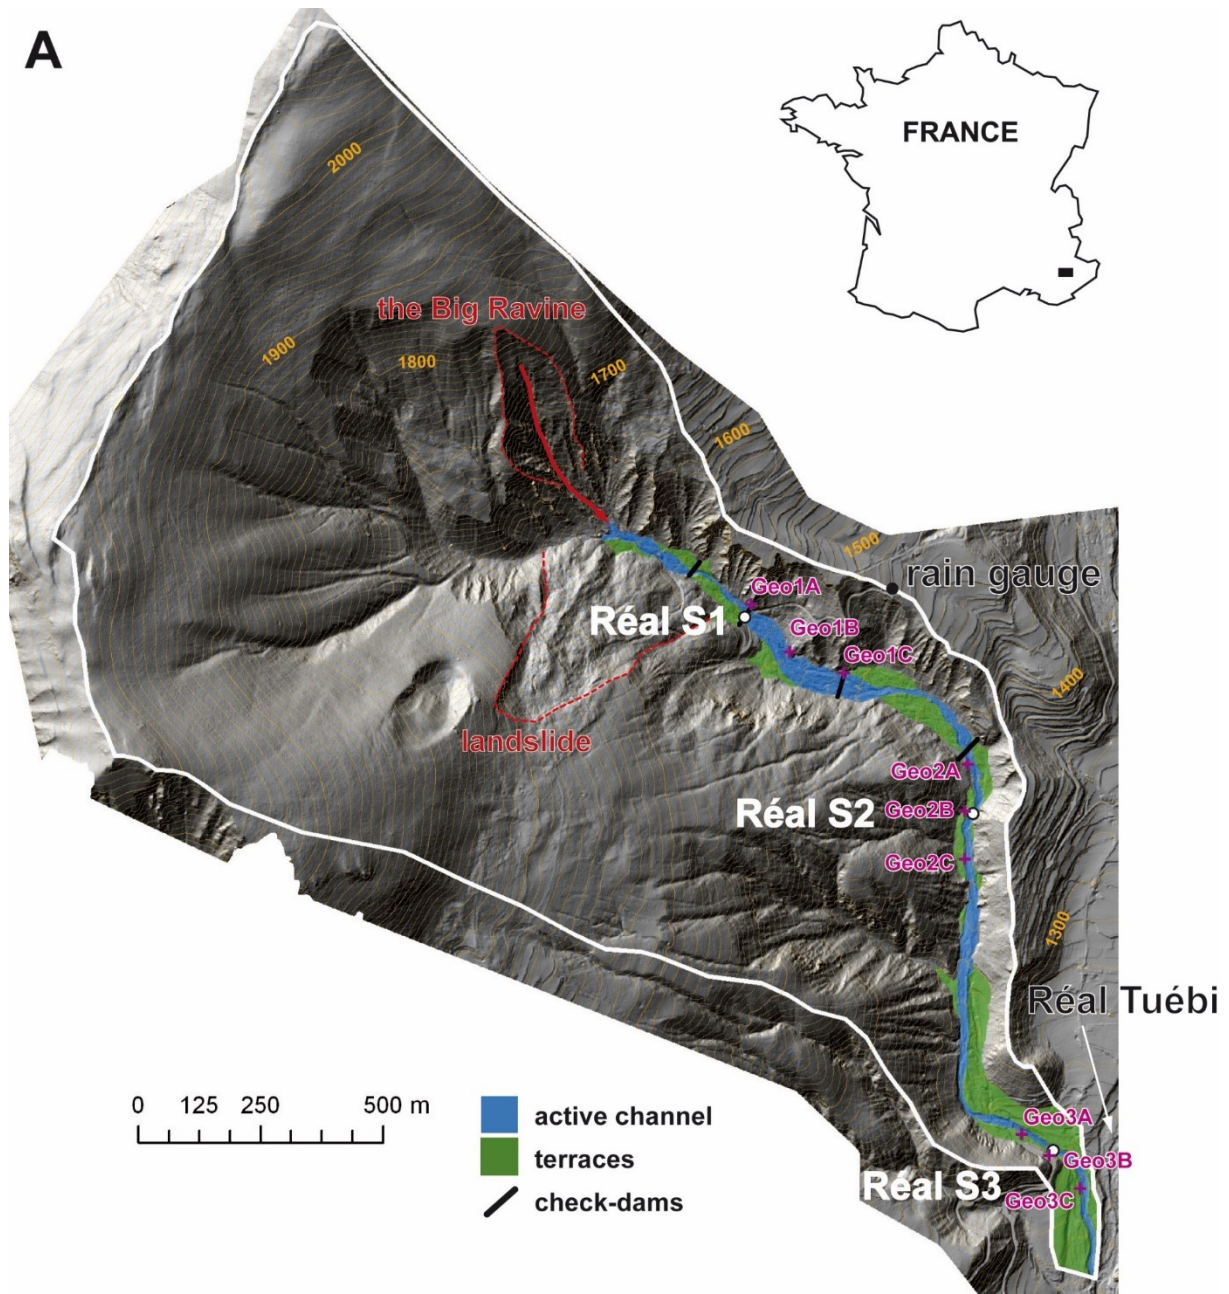 A
FRANCE
2000
the Big Ravine
1900
1800
1700
1600
1500
rain gauge
Geo1A
Réal S1
Geo1B
Geo1C
1400
landslide
Geo2A
Réal S2
Geo2B
Geo2C
1300
Réal Tuébi
0 125 250 500 m
active channel
terraces
check-dams
Geo3A
Geo3B
Réal S3
Geo3C